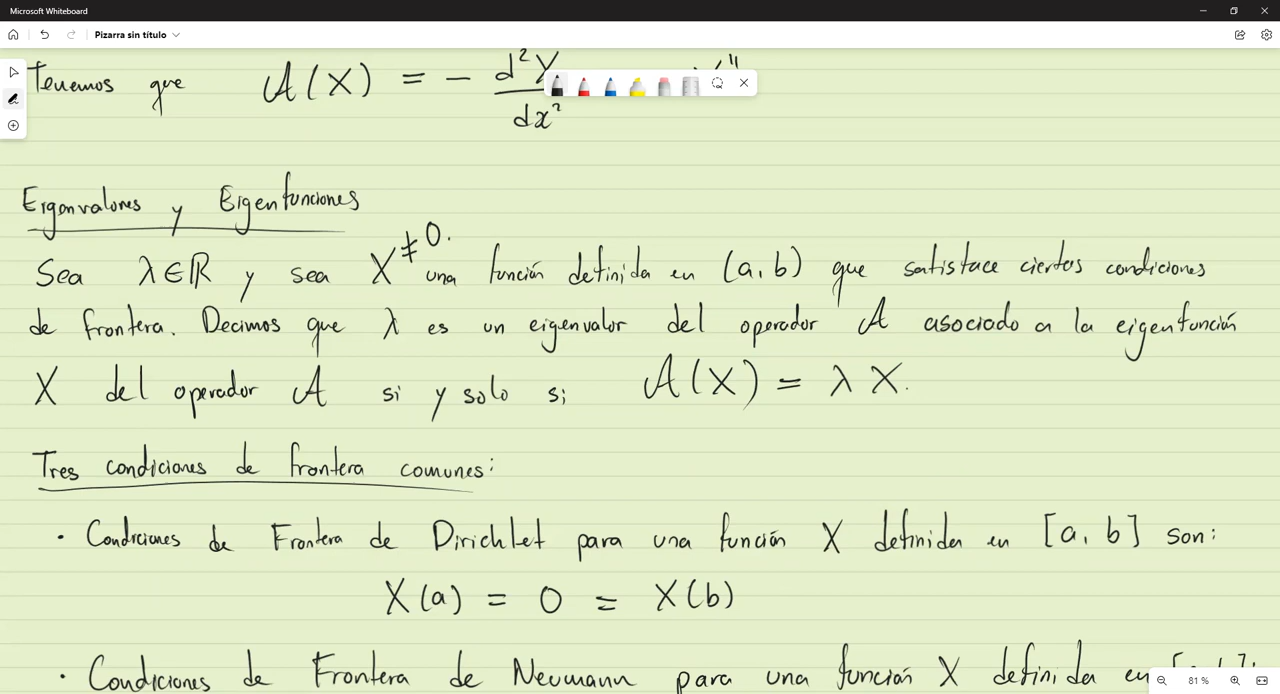 Microsoft Whiteboard
Pizarra sin título
Tenemos que A(X) = - d²X / dx²
Eigenvalores y Eigenfunciones
Sea λ∈ℝ y sea X≠0. una función definida en (a,b) que satisface ciertas condiciones
de frontera. Decimos que λ es un eigenvalor del operador A asociado a la eigenfunción
X del operador A si y solo si A(X) = λX.
Tres condiciones de frontera comunes:
· Condiciones de Frontera de Dirichlet para una función X definida en [a,b] son:
X(a) = 0 = X(b)
· Condiciones de Frontera de Neumann para una función X definida en
81 %